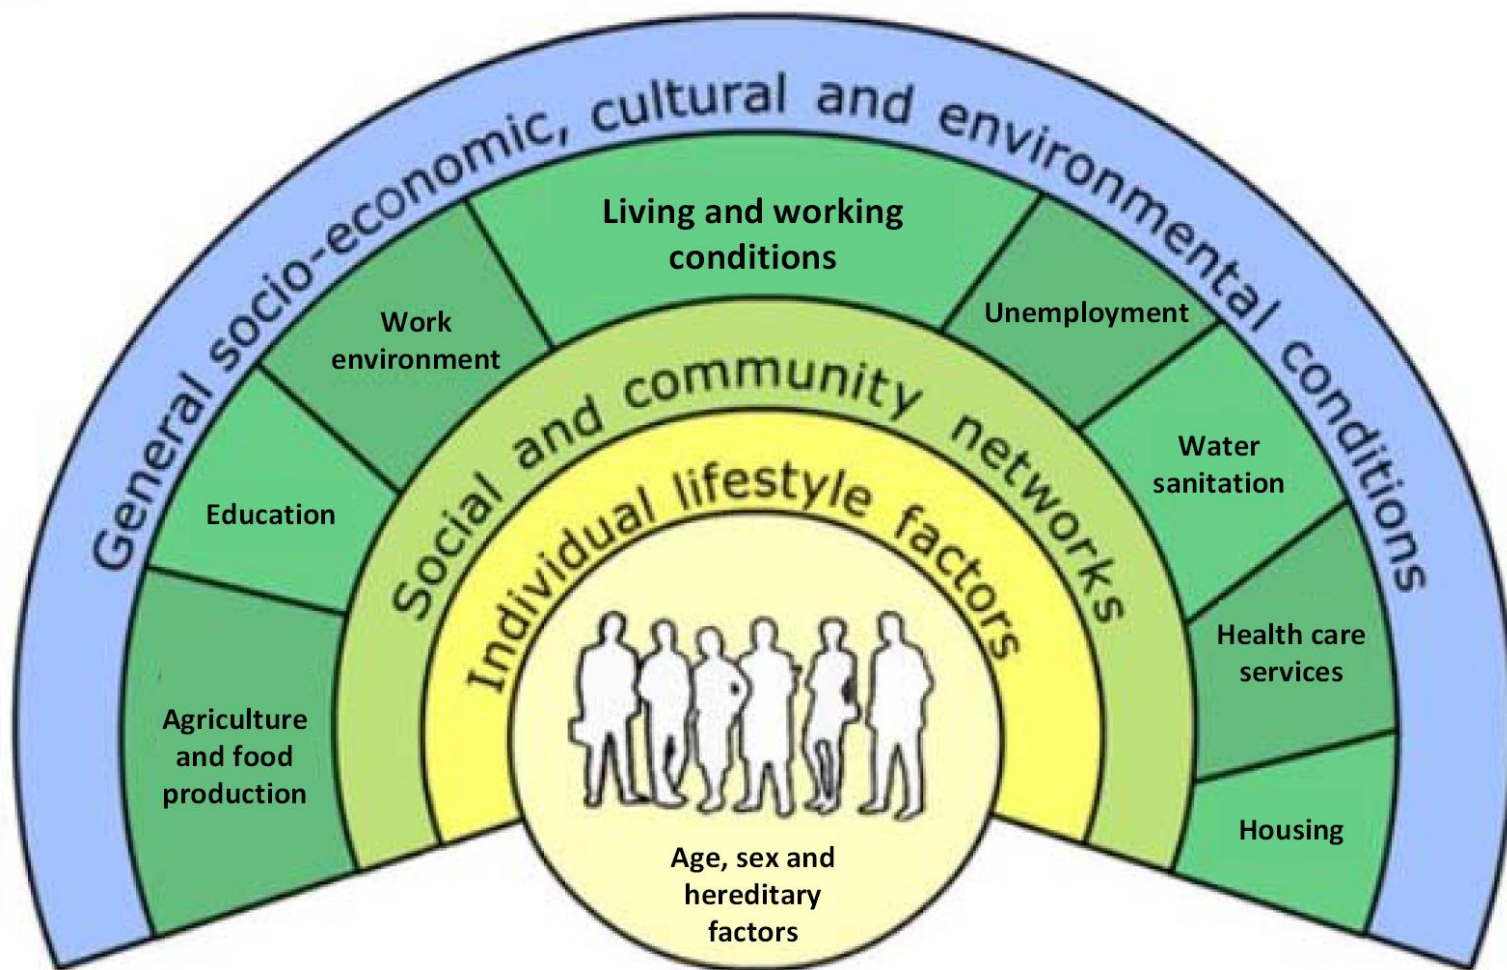 General socio-economic, cultural and environmental conditions
Living and working
conditions
Work
environment
Unemployment
Education
Water
sanitation
Agriculture
and food
production
Health care
services
Housing
Social and community networks
Individual lifestyle factors
Age, sex and
hereditary
factors